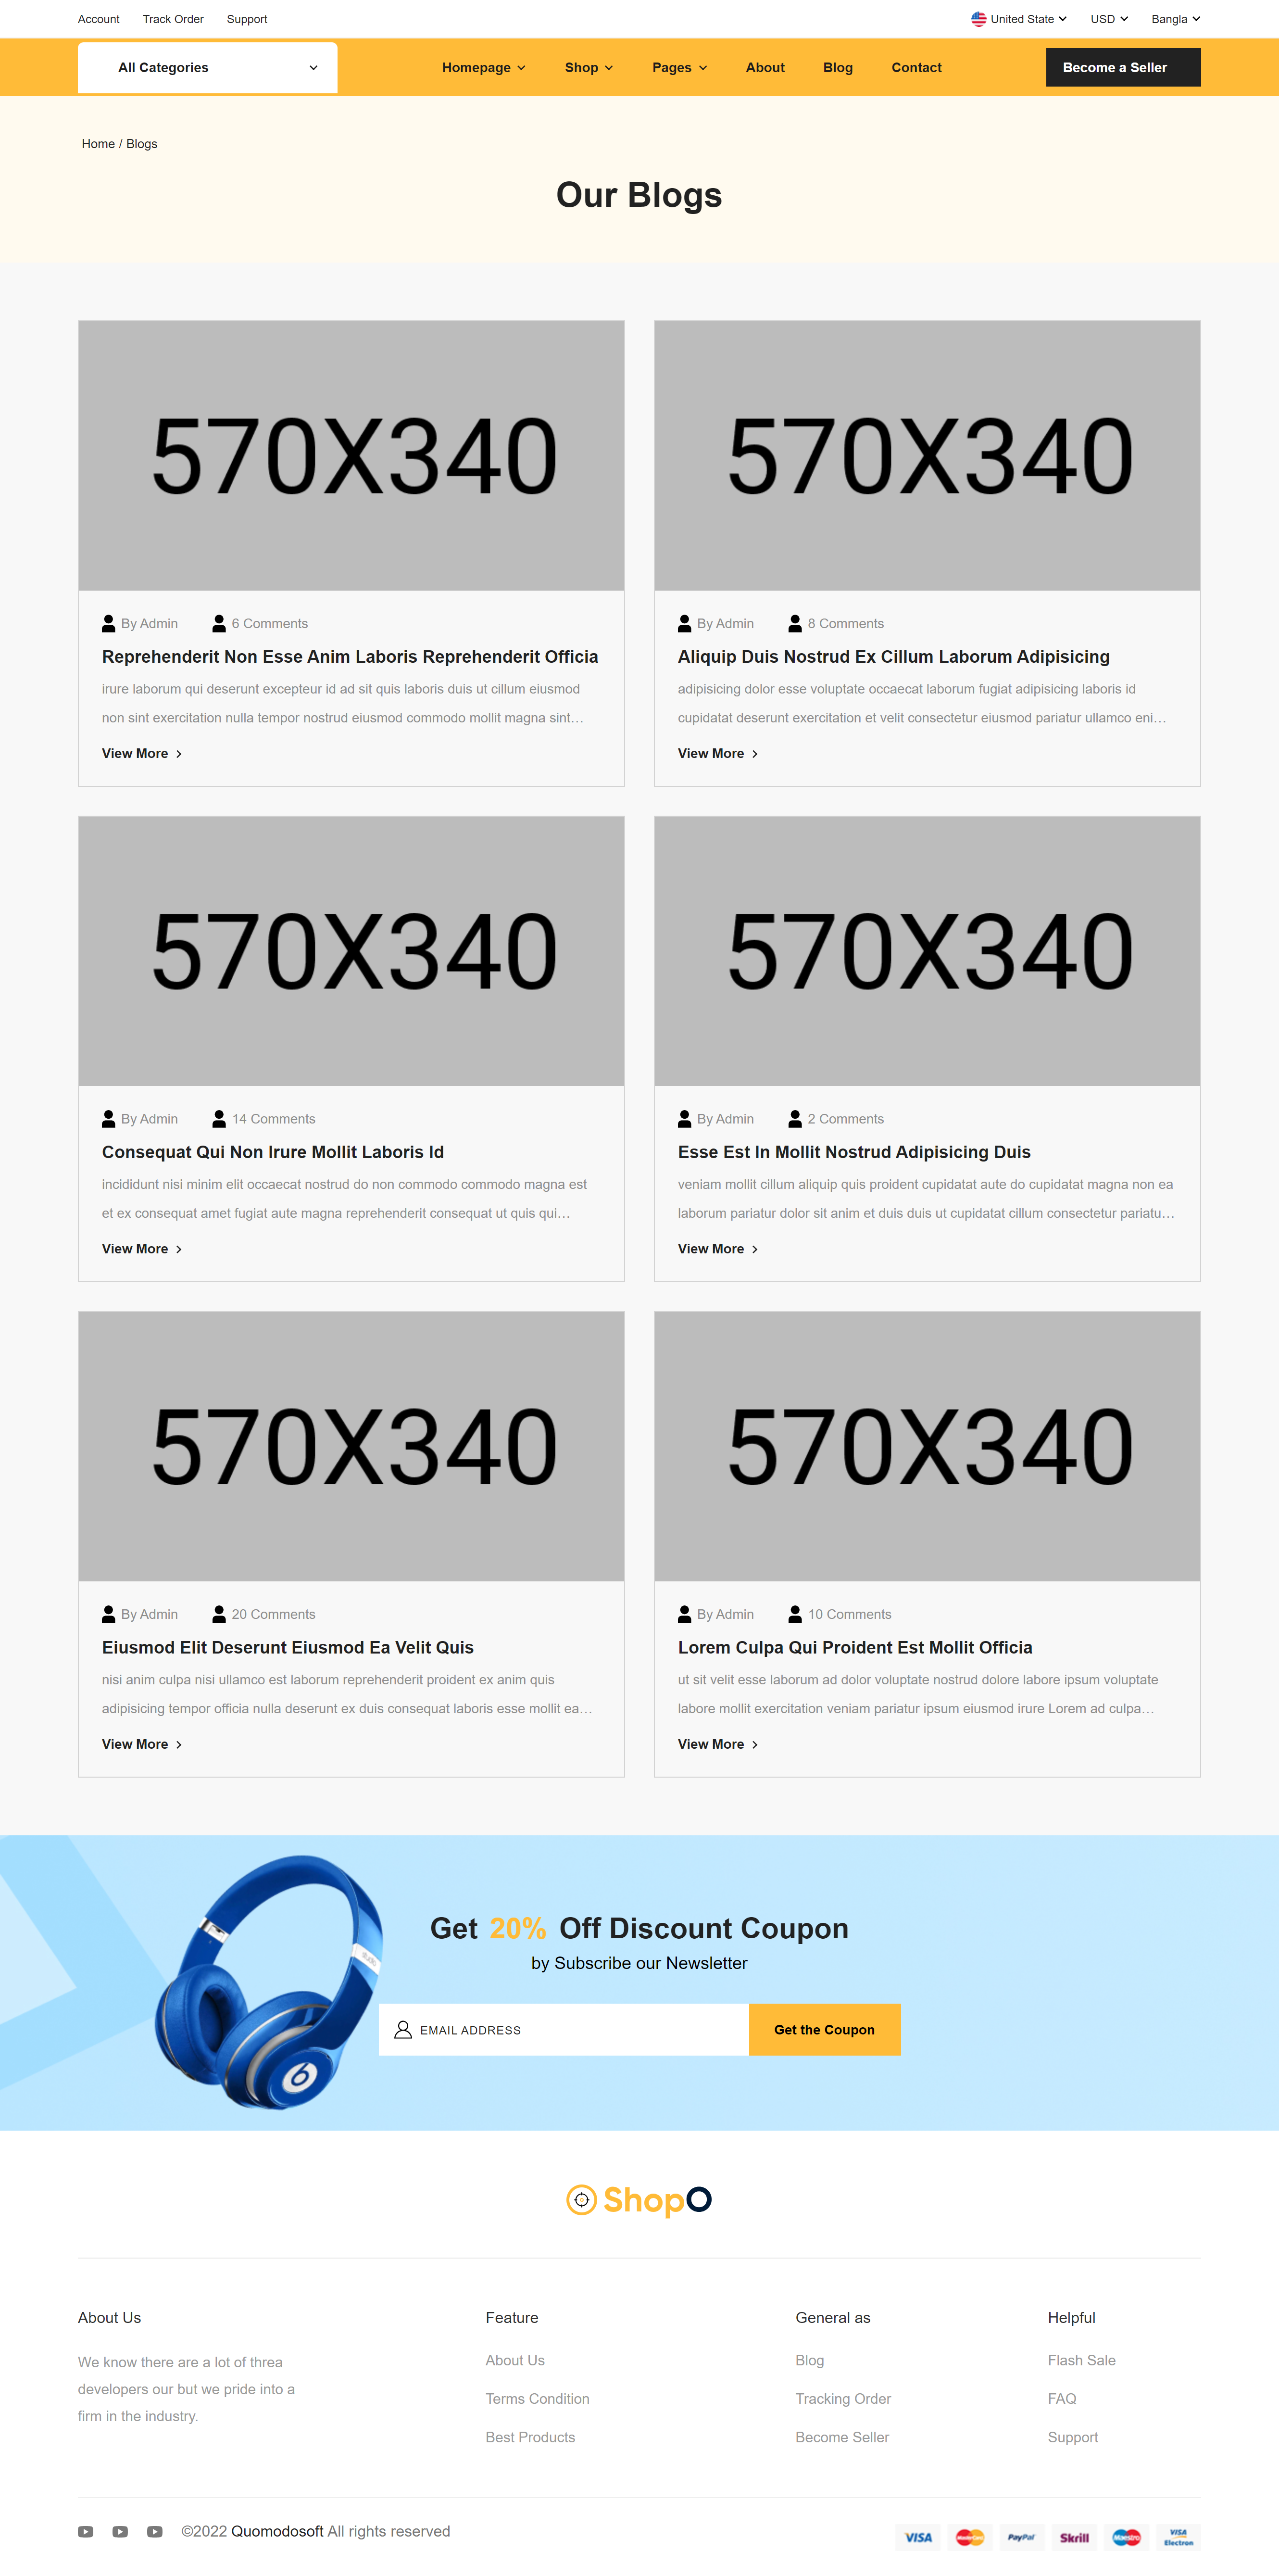 Account Track Order Support United State USD Bangla
All Categories Homepage Shop Pages About Blog Contact Become a Seller
Home / Blogs
Our Blogs
570X340
By Admin 6 Comments
Reprehenderit Non Esse Anim Laboris Reprehenderit Officia
irure laborum qui deserunt excepteur id ad sit quis laboris duis ut cillum eiusmod
non sint exercitation nulla tempor nostrud eiusmod commodo mollit magna sint…
View More
570X340
By Admin 8 Comments
Aliquip Duis Nostrud Ex Cillum Laborum Adipisicing
adipisicing dolor esse voluptate occaecat laborum fugiat adipisicing laboris id
cupidatat deserunt exercitation et velit consectetur eiusmod pariatur ullamco eni…
View More
570X340
By Admin 14 Comments
Consequat Qui Non Irure Mollit Laboris Id
incididunt nisi minim elit occaecat nostrud do non commodo commodo magna est
et ex consequat amet fugiat aute magna reprehenderit consequat ut quis qui…
View More
570X340
By Admin 2 Comments
Esse Est In Mollit Nostrud Adipisicing Duis
veniam mollit cillum aliquip quis proident cupidatat aute do cupidatat magna non ea
laborum pariatur dolor sit anim et duis duis ut cupidatat cillum consectetur pariatu…
View More
570X340
By Admin 20 Comments
Eiusmod Elit Deserunt Eiusmod Ea Velit Quis
nisi anim culpa nisi ullamco est laborum reprehenderit proident ex anim quis
adipisicing tempor officia nulla deserunt ex duis consequat laboris esse mollit ea…
View More
570X340
By Admin 10 Comments
Lorem Culpa Qui Proident Est Mollit Officia
ut sit velit esse laborum ad dolor voluptate nostrud dolore labore ipsum voluptate
labore mollit exercitation veniam pariatur ipsum eiusmod irure Lorem ad culpa…
View More
Get 20% Off Discount Coupon
by Subscribe our Newsletter
EMAIL ADDRESS Get the Coupon
ShopO
About Us
We know there are a lot of threa
developers our but we pride into a
firm in the industry.
Feature
About Us
Terms Condition
Best Products
General as
Blog
Tracking Order
Become Seller
Helpful
Flash Sale
FAQ
Support
©2022 Quomodosoft All rights reserved
VISA MasterCard PayPal Skrill Maestro VISA Electron